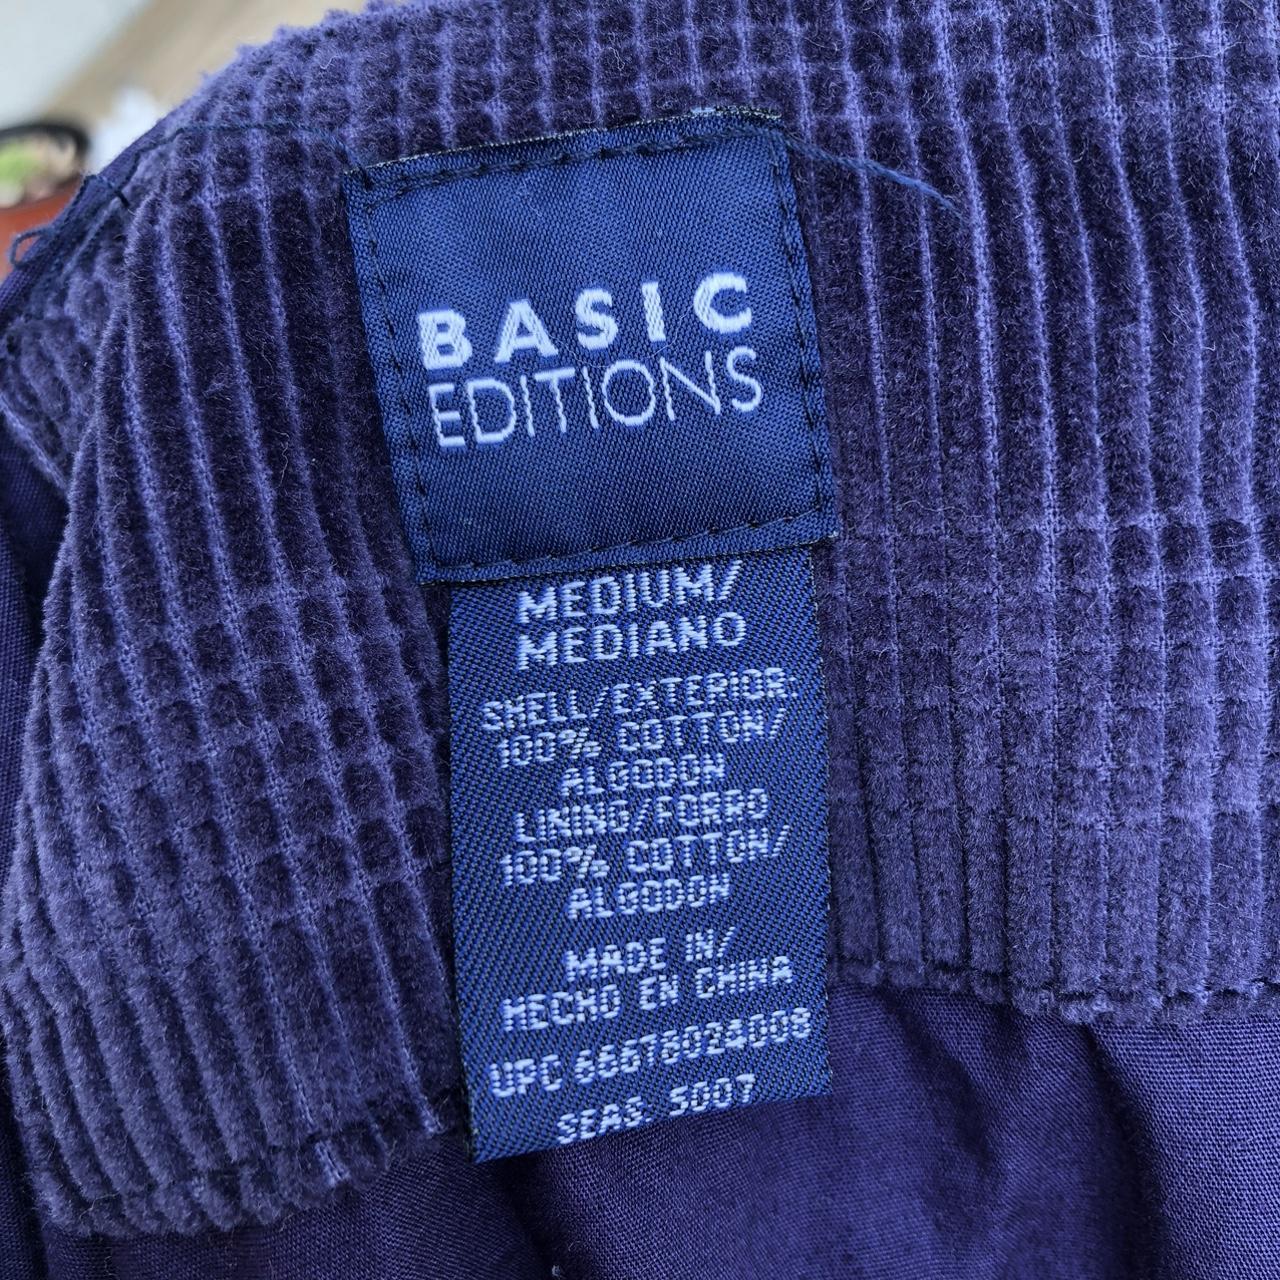 BASIC
EDITIONS
MEDIUM/
MEDIANO
SHELL/EXTERIOR:
100% COTTON/
ALGODON
LINING/FORRO
100% COTTON/
ALGODON
MADE IN/
HECHO EN CHINA
UPC
SEAS: 5007